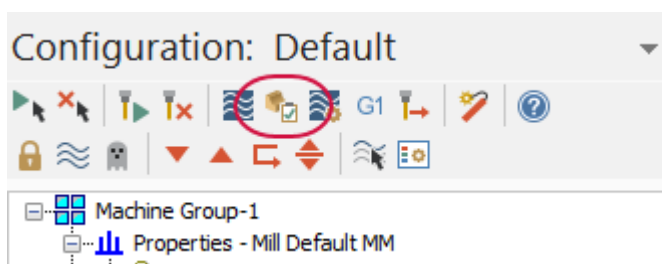 Configuration: Default
G1
Machine Group-1
Properties - Mill Default MM